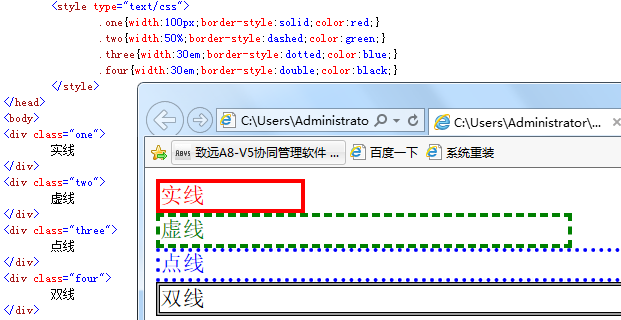 <style type="text/css">
.one{width:100px;border-style:solid;color:red;}
.two{width:50%;border-style:dashed;color:green;}
.three{width:30em;border-style:dotted;color:blue;}
.four{width:30em;border-style:double;color:black;}
</style>
</head>
<body>
<div class="one">
实线
</div>
<div class="two">
虚线
</div>
<div class="three">
点线
</div>
<div class="four">
双线
</div>
C:\Users\Administrato
C:\Users\Administrator\...
RBVS 致远A8-V5协同管理软件 ...
百度一下
系统重装
实线
虚线
点线
双线